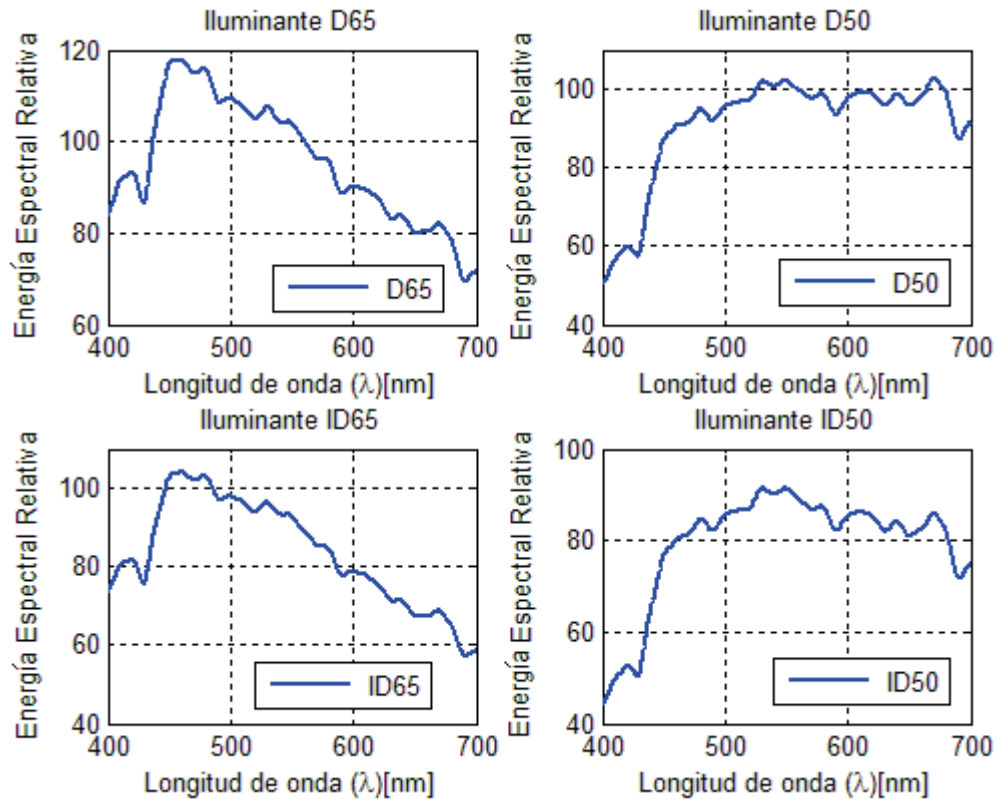 Iluminante D65
Energía Espectral Relativa
120
100
80
60
D65
400
500
600
700
Longitud de onda (λ)[nm]
Iluminante D50
Energía Espectral Relativa
100
80
60
40
D50
400
500
600
700
Longitud de onda (λ)[nm]
Iluminante ID65
Energía Espectral Relativa
100
80
60
40
ID65
400
500
600
700
Longitud de onda (λ)[nm]
Iluminante ID50
Energía Espectral Relativa
100
80
60
40
ID50
400
500
600
700
Longitud de onda (λ)[nm]